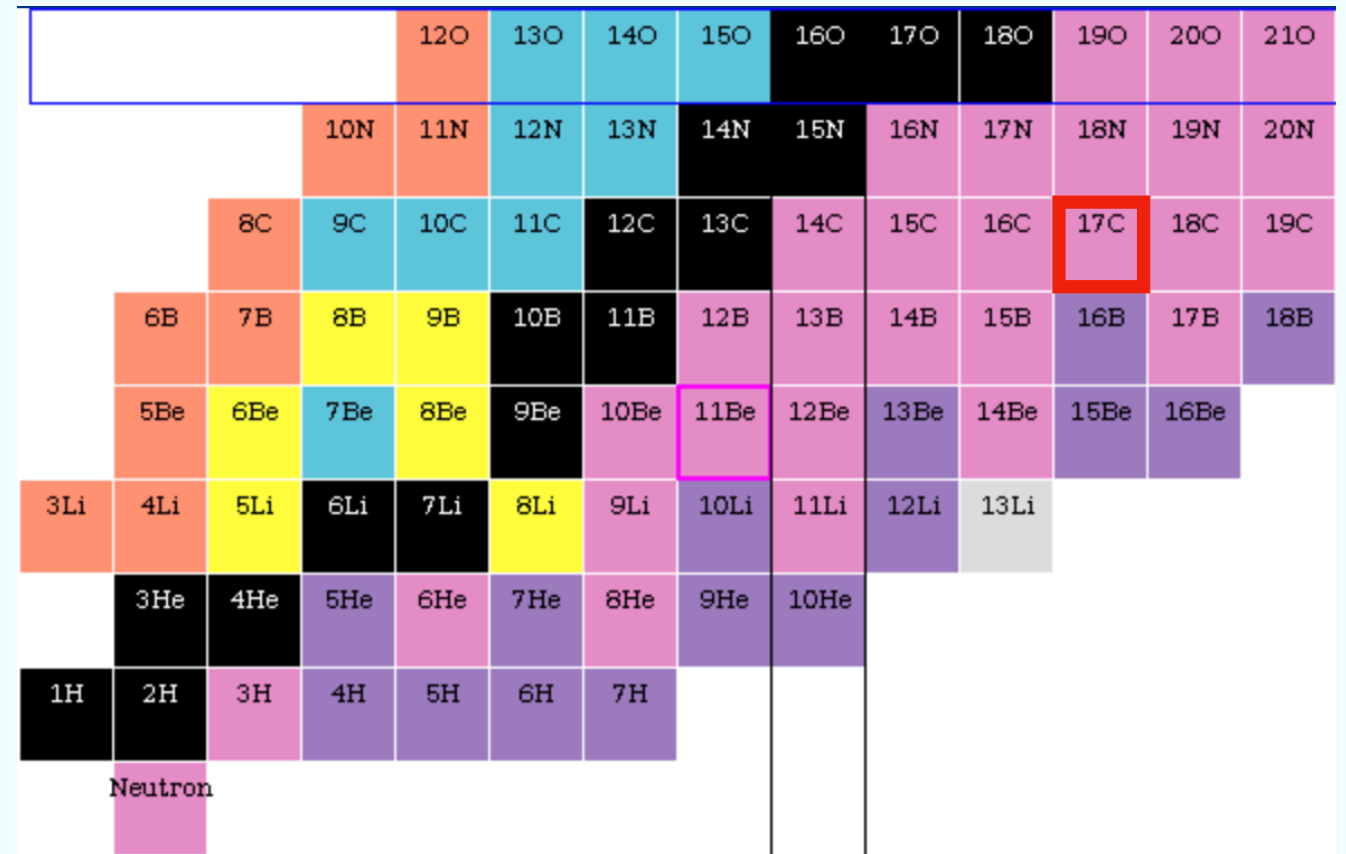 12O 13O 14O 15O 16O 17O 18O 19O 20O 21O
10N 11N 12N 13N 14N 15N 16N 17N 18N 19N 20N
8C 9C 10C 11C 12C 13C 14C 15C 16C 17C 18C 19C
6B 7B 8B 9B 10B 11B 12B 13B 14B 15B 16B 17B 18B
5Be 6Be 7Be 8Be 9Be 10Be 11Be 12Be 13Be 14Be 15Be 16Be
3Li 4Li 5Li 6Li 7Li 8Li 9Li 10Li 11Li 12Li 13Li
3He 4He 5He 6He 7He 8He 9He 10He
1H 2H 3H 4H 5H 6H 7H
Neutron